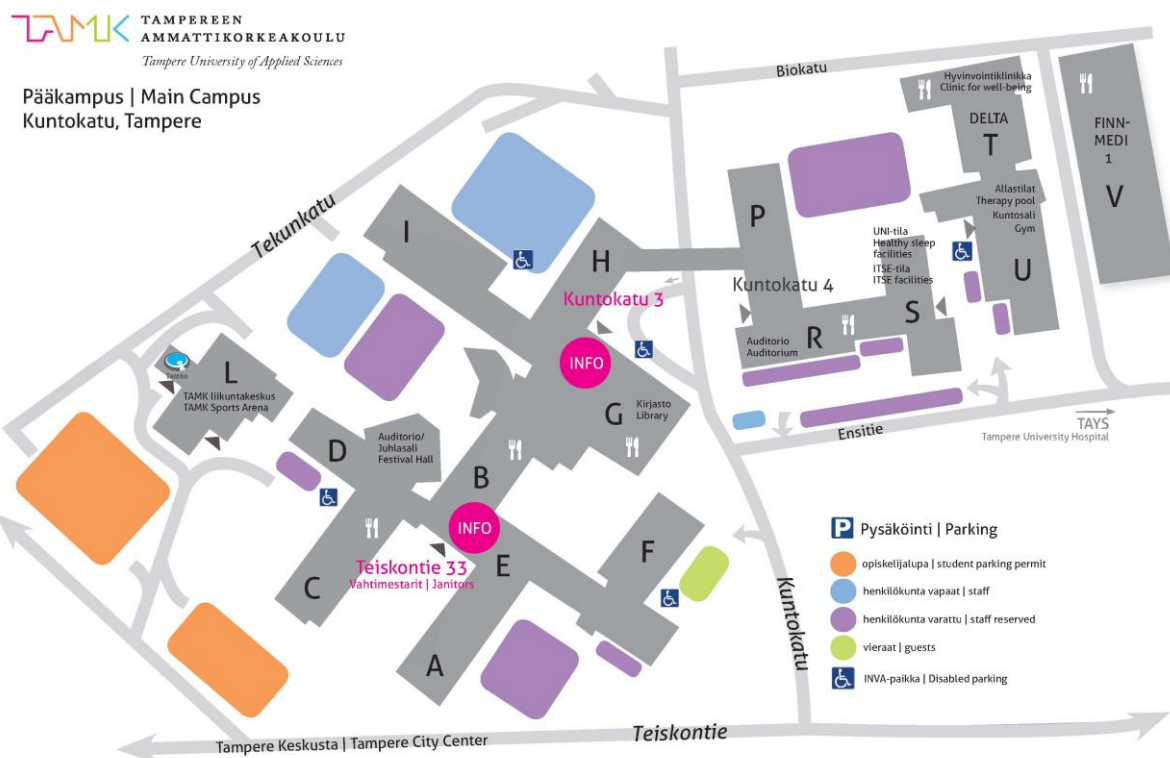 TAMK
TAMPEREEN
AMMATTIKORKEAKOULU
Tampere University of Applied Sciences
Pääkampus | Main Campus
Kuntokatu, Tampere
Biokatu
Tekunkatu
Hyvinvointiklinikka
Clinic for well-being
DELTA
T
FINN-
MEDI
1
V
Allastilat
Therapy pool
Kuntosali
Gym
U
P
UNI-tila
Healthy sleep
facilities
ITSE-tila
ITSE facilities
S
Kuntokatu 4
Auditorio
Auditorium
R
I
H
Kuntokatu 3
INFO
G
Kirjasto
Library
L
TAMK liikuntakeskus
TAMK Sports Arena
D
Auditorio/
Juhlasali
Festival Hall
B
INFO
Teiskontie 33
Vahtimestarit | Janitors
E
C
F
A
Ensitie
TAYS
Tampere University Hospital
Kuntokatu
P Pysäköinti | Parking
opiskelijalupa | student parking permit
henkilökunta vapaat | staff
henkilökunta varattu | staff reserved
vieraat | guests
INVA-paikka | Disabled parking
Teiskontie
Tampere Keskusta | Tampere City Center